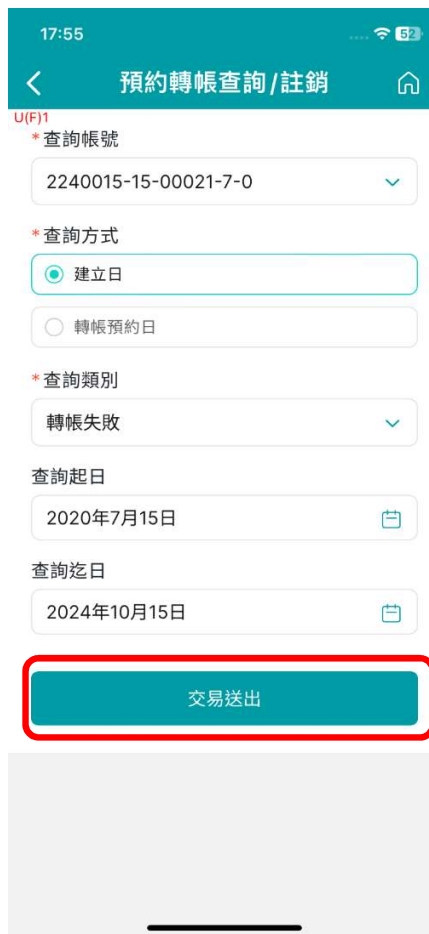 17:55
52
預約轉帳查詢/註銷
U(F)1
*查詢帳號
2240015-15-00021-7-0
*查詢方式
建立日
轉帳預約日
*查詢類別
轉帳失敗
查詢起日
2020年7月15日
查詢迄日
2024年10月15日
交易送出